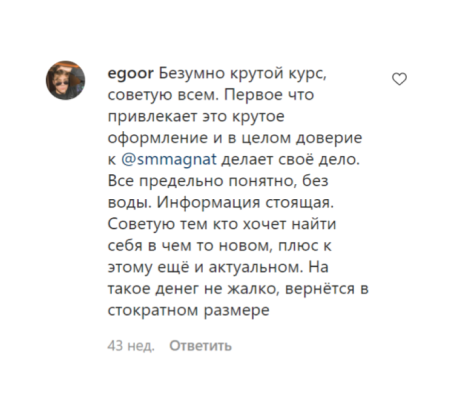 egoor Безумно крутой курс,
советую всем. Первое что
привлекает это крутое
оформление и в целом доверие
к @smmagnat делает своё дело.
Все предельно понятно, без
воды. Информация стоящая.
Советую тем кто хочет найти
себя в чем то новом, плюс к
этому ещё и актуальном. На
такое денег не жалко, вернётся в
стократном размере
43 нед. Ответить